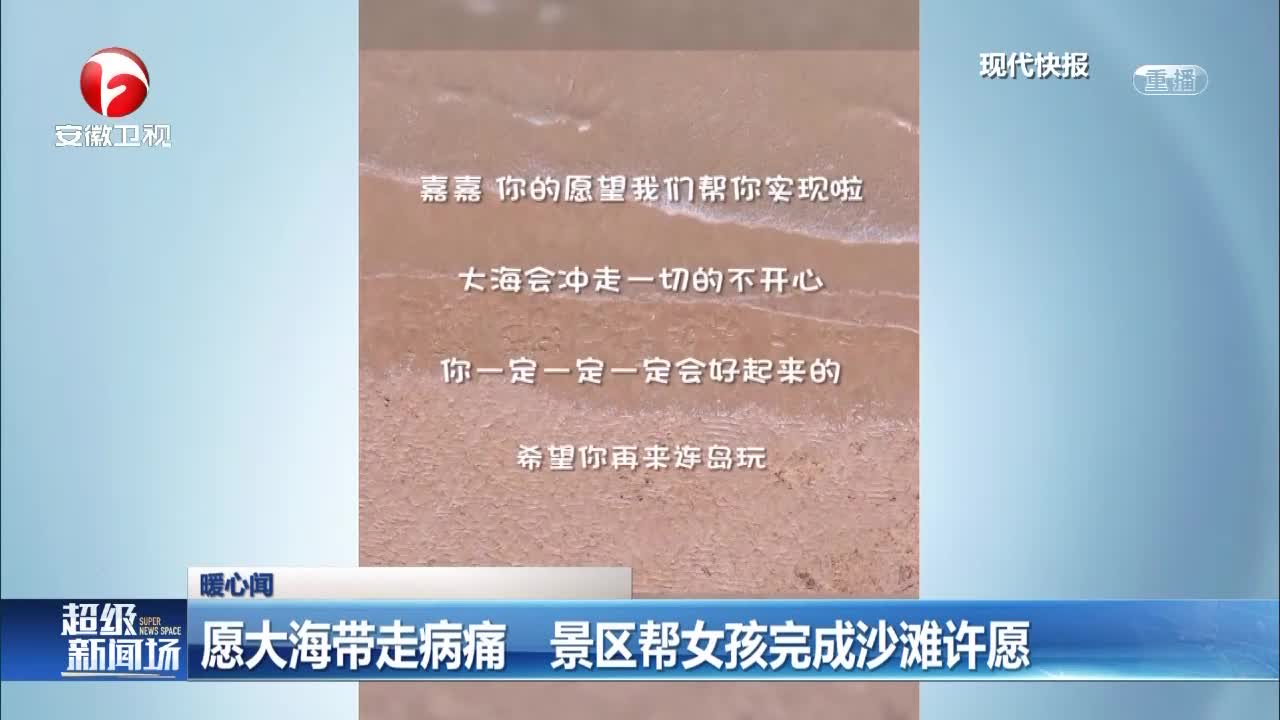 安徽卫视
现代快报
重播
嘉嘉 你的愿望我们帮你实现啦
大海会冲走一切的不开心
你一定一定一定会好起来的
希望你再来连岛玩
暖心闻
超级新闻场
SUPER NEWS SPACE
愿大海带走病痛 景区帮女孩完成沙滩许愿